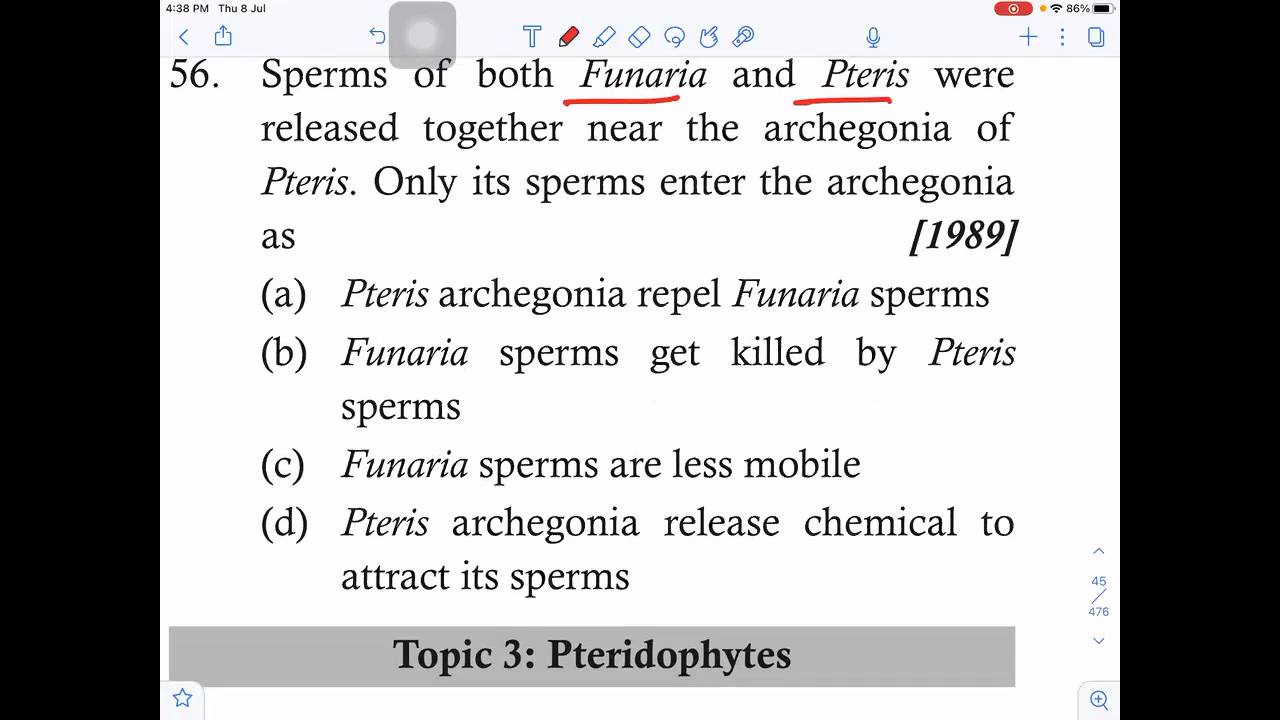 4:38 PM Thu 8 Jul
86%
56. Sperms of both Funaria and Pteris were
released together near the archegonia of
Pteris. Only its sperms enter the archegonia
as [1989]
(a) Pteris archegonia repel Funaria sperms
(b) Funaria sperms get killed by Pteris
sperms
(c) Funaria sperms are less mobile
(d) Pteris archegonia release chemical to
attract its sperms
45
476
Topic 3: Pteridophytes